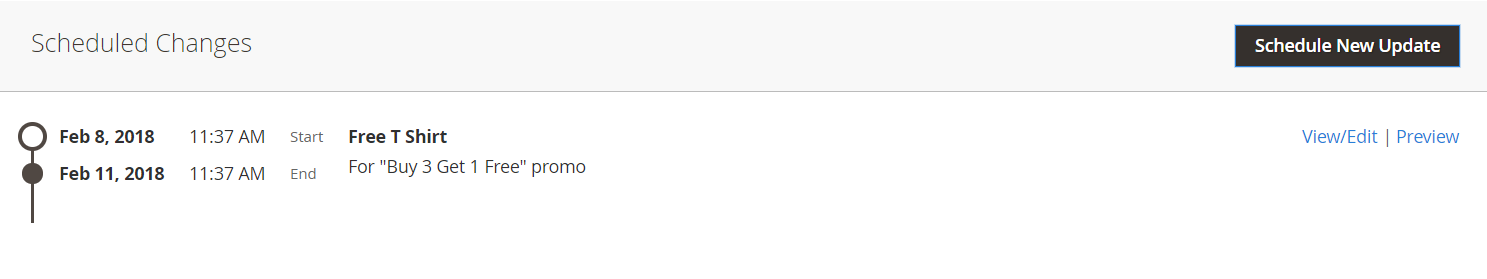 Scheduled Changes
Schedule New Update
Feb 8, 2018 11:37 AM Start Free T Shirt View/Edit | Preview
Feb 11, 2018 11:37 AM End For "Buy 3 Get 1 Free" promo